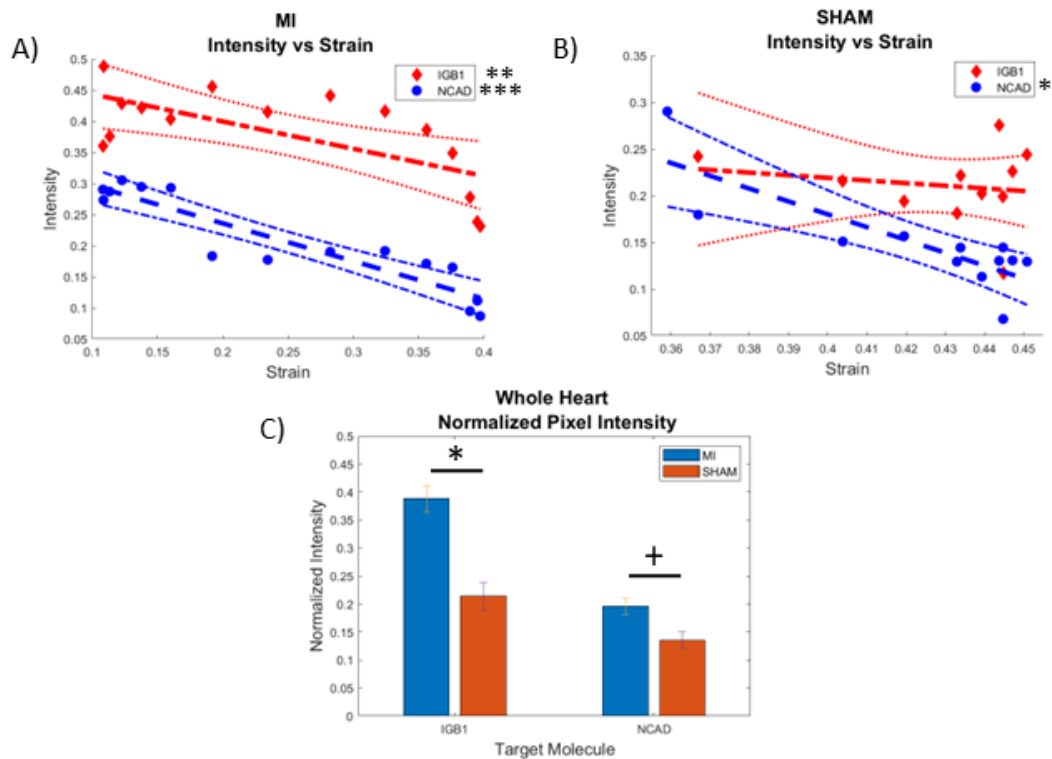 A)
MI
Intensity vs Strain
IGB1 **
NCAD ***
Intensity
0.5
0.45
0.4
0.35
0.3
0.25
0.2
0.15
0.1
0.05
0.1 0.15 0.2 0.25 0.3 0.35 0.4
Strain
B)
SHAM
Intensity vs Strain
IGB1
NCAD *
Intensity
0.35
0.3
0.25
0.2
0.15
0.1
0.05
0.36 0.37 0.38 0.39 0.4 0.41 0.42 0.43 0.44 0.45
Strain
C)
Whole Heart
Normalized Pixel Intensity
MI
SHAM
*
+
Normalized Intensity
0.5
0.45
0.4
0.35
0.3
0.25
0.2
0.15
0.1
0.05
0
IGB1 NCAD
Target Molecule